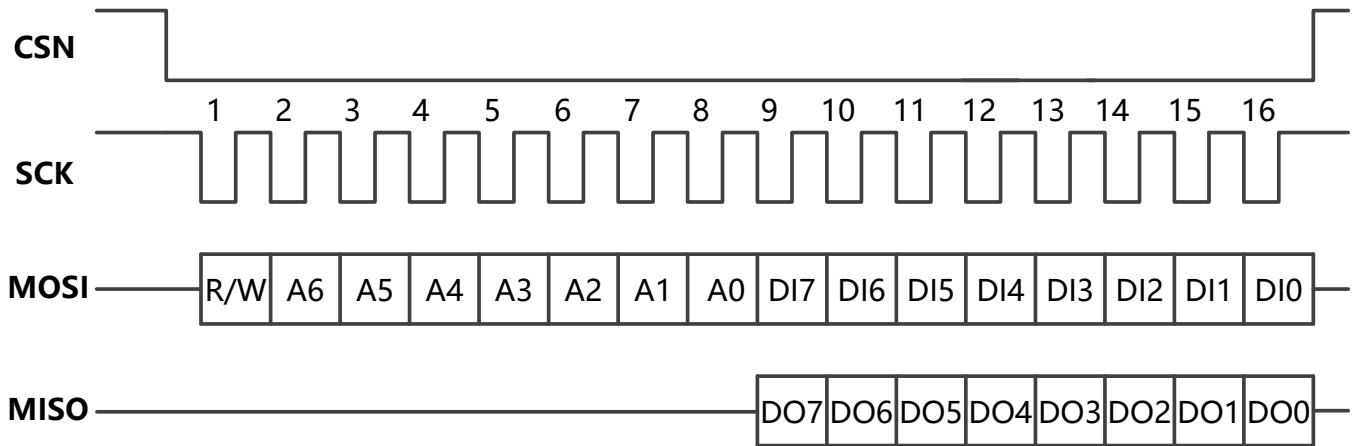 CSN
1 2 3 4 5 6 7 8 9 10 11 12 13 14 15 16
SCK
MOSI R/W A6 A5 A4 A3 A2 A1 A0 DI7 DI6 DI5 DI4 DI3 DI2 DI1 DI0
MISO DO7 DO6 DO5 DO4 DO3 DO2 DO1 DO0